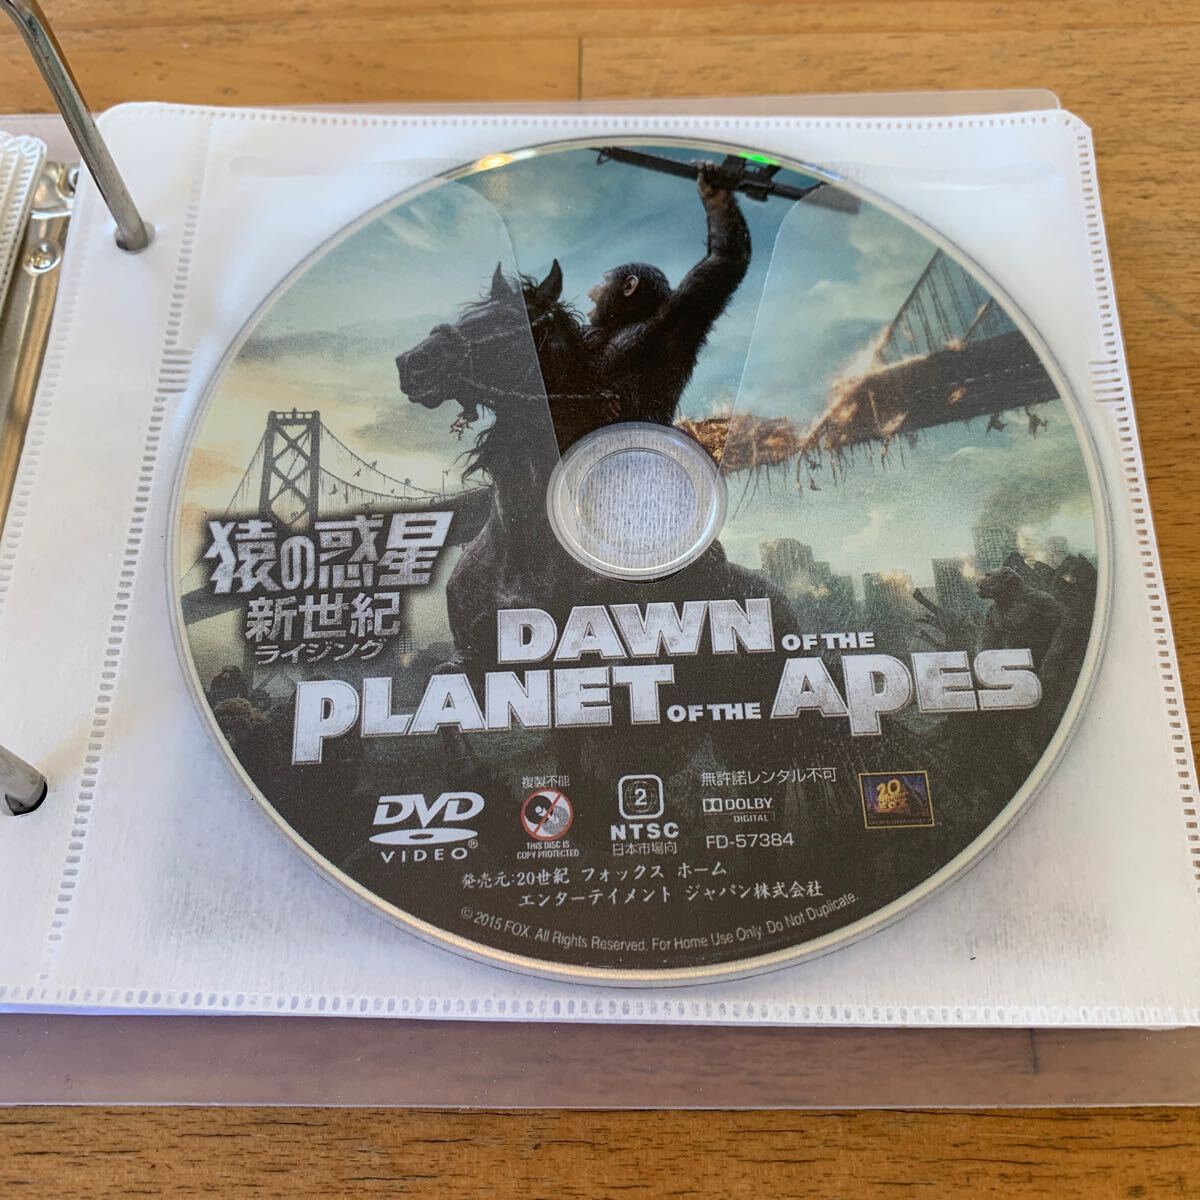 猿の惑星
新世紀
ライジング
DAWN OF THE
PLANET OF THE APES
DVD
VIDEO
複製不能
THIS DISC IS
COPY PROTECTED
2
NTSC
日本市場向
無許諾レンタル不可
DOLBY
DIGITAL
FD-57384
20
発売元:20世紀 フォックス ホーム
エンターテイメント ジャパン株式会社
© 2015 FOX. All Rights Reserved. For Home Use Only. Do Not Duplicate.